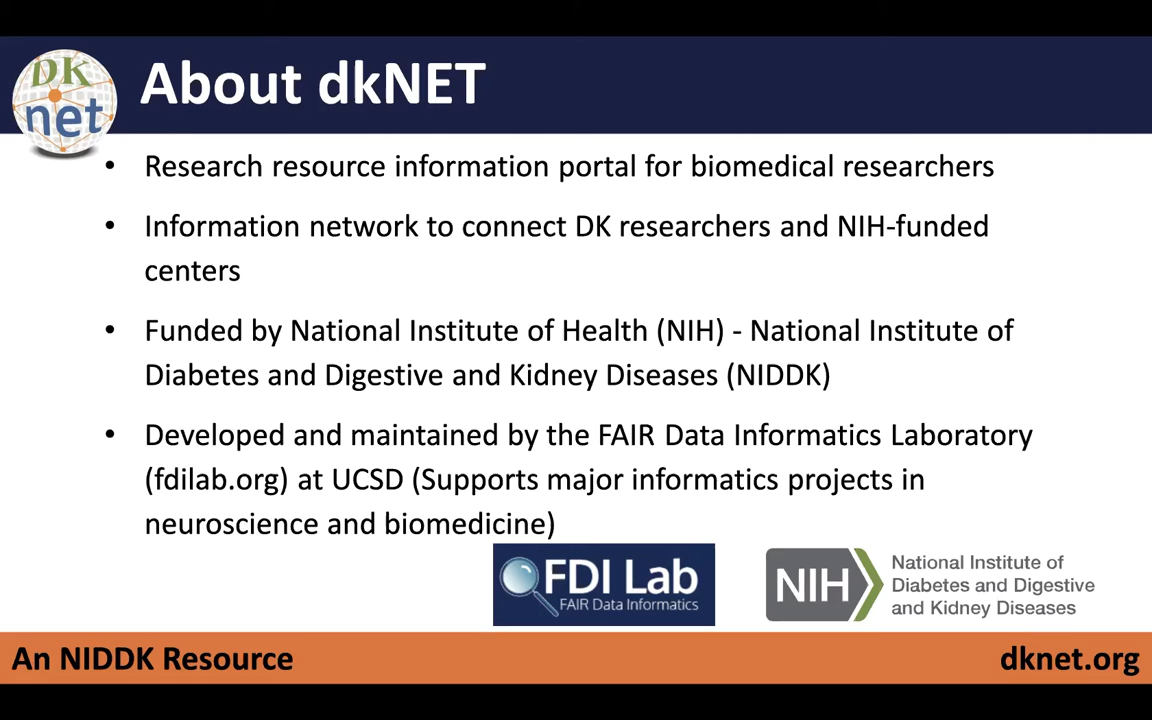 DK
net
About dkNET
• Research resource information portal for biomedical researchers
• Information network to connect DK researchers and NIH-funded
centers
• Funded by National Institute of Health (NIH) - National Institute of
Diabetes and Digestive and Kidney Diseases (NIDDK)
• Developed and maintained by the FAIR Data Informatics Laboratory
(fdilab.org) at UCSD (Supports major informatics projects in
neuroscience and biomedicine)
FDI Lab
FAIR Data Informatics
NIH
National Institute of
Diabetes and Digestive
and Kidney Diseases
An NIDDK Resource
dknet.org